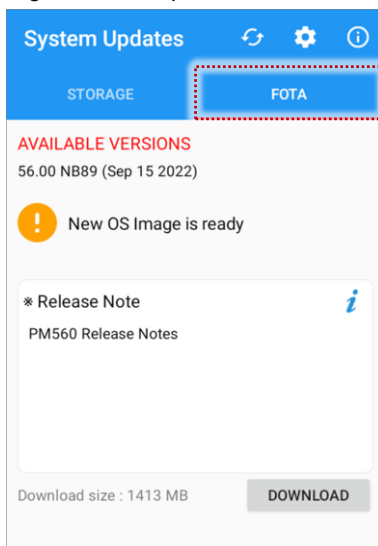 System Updates
STORAGE
FOTA
AVAILABLE VERSIONS
56.00 NB89 (Sep 15 2022)
New OS Image is ready
※ Release Note
PM560 Release Notes
Download size : 1413 MB
DOWNLOAD